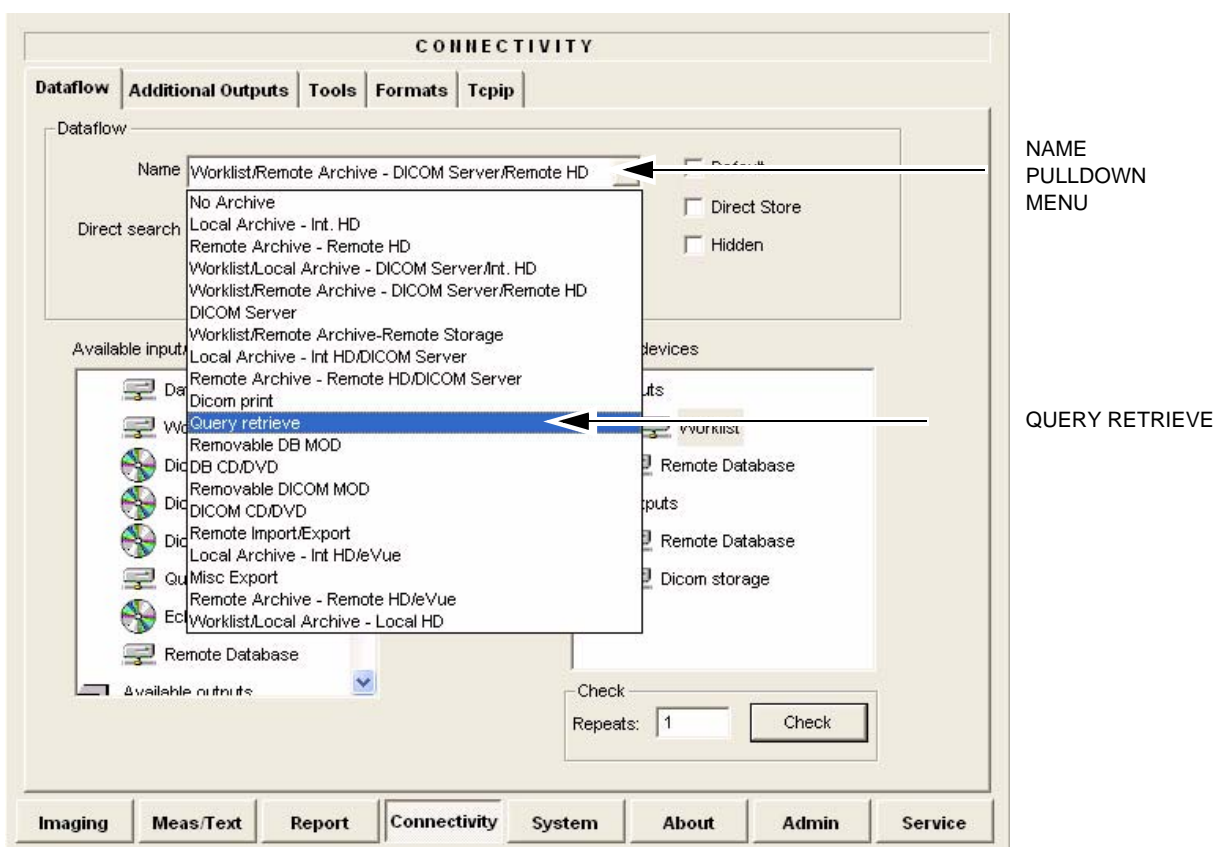 CONNECTIVITY
Dataflow Additional Outputs Tools Formats Tcpip
Dataflow
Name Worklist/Remote Archive - DICOM Server/Remote HD
NAME
PULLDOWN
MENU
Direct search
Direct Store
Hidden
No Archive
Local Archive - Int. HD
Remote Archive - Remote HD
Worklist/Local Archive - DICOM Server/Int. HD
Worklist/Remote Archive - DICOM Server/Remote HD
DICOM Server
Worklist/Remote Archive-Remote Storage
Local Archive - Int HD/DICOM Server
Remote Archive - Remote HD/DICOM Server
Dicom print
Query retrieve
Removable DB MOD
DB CD/DVD
Removable DICOM MOD
DICOM CD/DVD
Remote Import/Export
Local Archive - Int HD/eVue
Misc Export
Remote Archive - Remote HD/eVue
Worklist/Local Archive - Local HD
QUERY RETRIEVE
Available input/
Remote Database
Available outputs
devices
Worklist
Remote Database
Remote Database
Dicom storage
Check
Repeats: 1 Check
Imaging Meas/Text Report Connectivity System About Admin Service